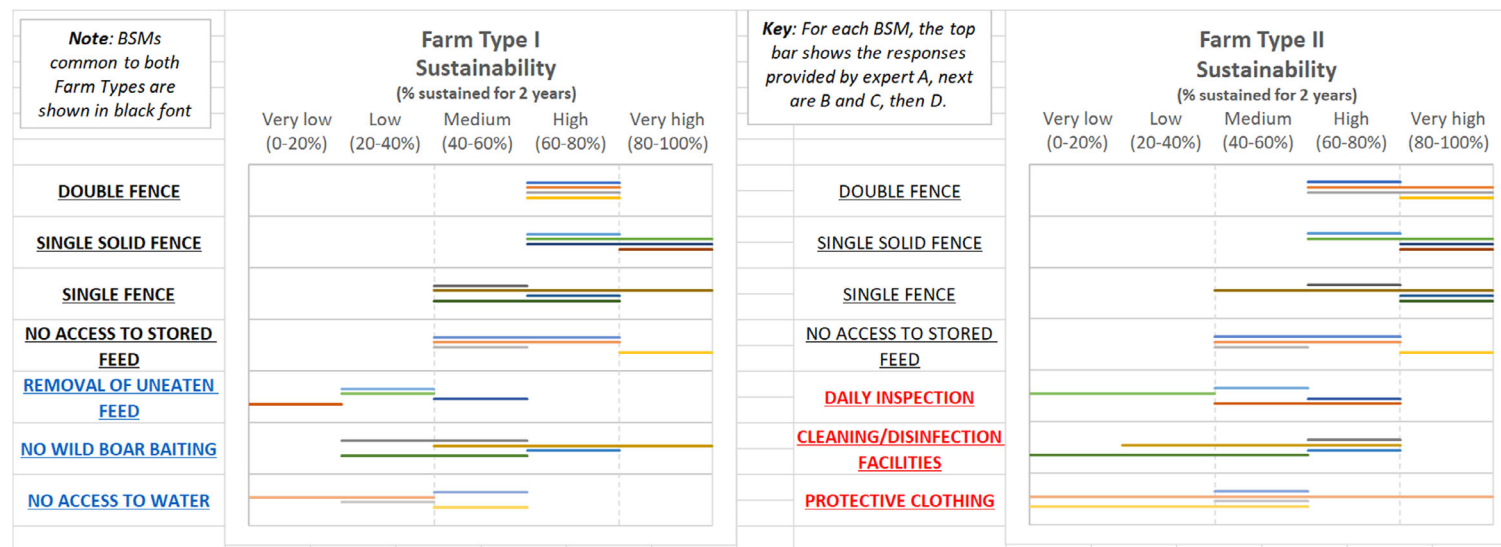 Note: BSMs
common to both
Farm Types are
shown in black font
Farm Type I
Sustainability
(% sustained for 2 years)
Very low Low Medium High Very high
(0-20%) (20-40%) (40-60%) (60-80%) (80-100%)
DOUBLE FENCE
SINGLE SOLID FENCE
SINGLE FENCE
NO ACCESS TO STORED
FEED
REMOVAL OF UNEATEN
FEED
NO WILD BOAR BAITING
NO ACCESS TO WATER
Key: For each BSM, the top
bar shows the responses
provided by expert A, next
are B and C, then D.
Farm Type II
Sustainability
(% sustained for 2 years)
Very low Low Medium High Very high
(0-20%) (20-40%) (40-60%) (60-80%) (80-100%)
DOUBLE FENCE
SINGLE SOLID FENCE
SINGLE FENCE
NO ACCESS TO STORED
FEED
DAILY INSPECTION
CLEANING/DISINFECTION
FACILITIES
PROTECTIVE CLOTHING